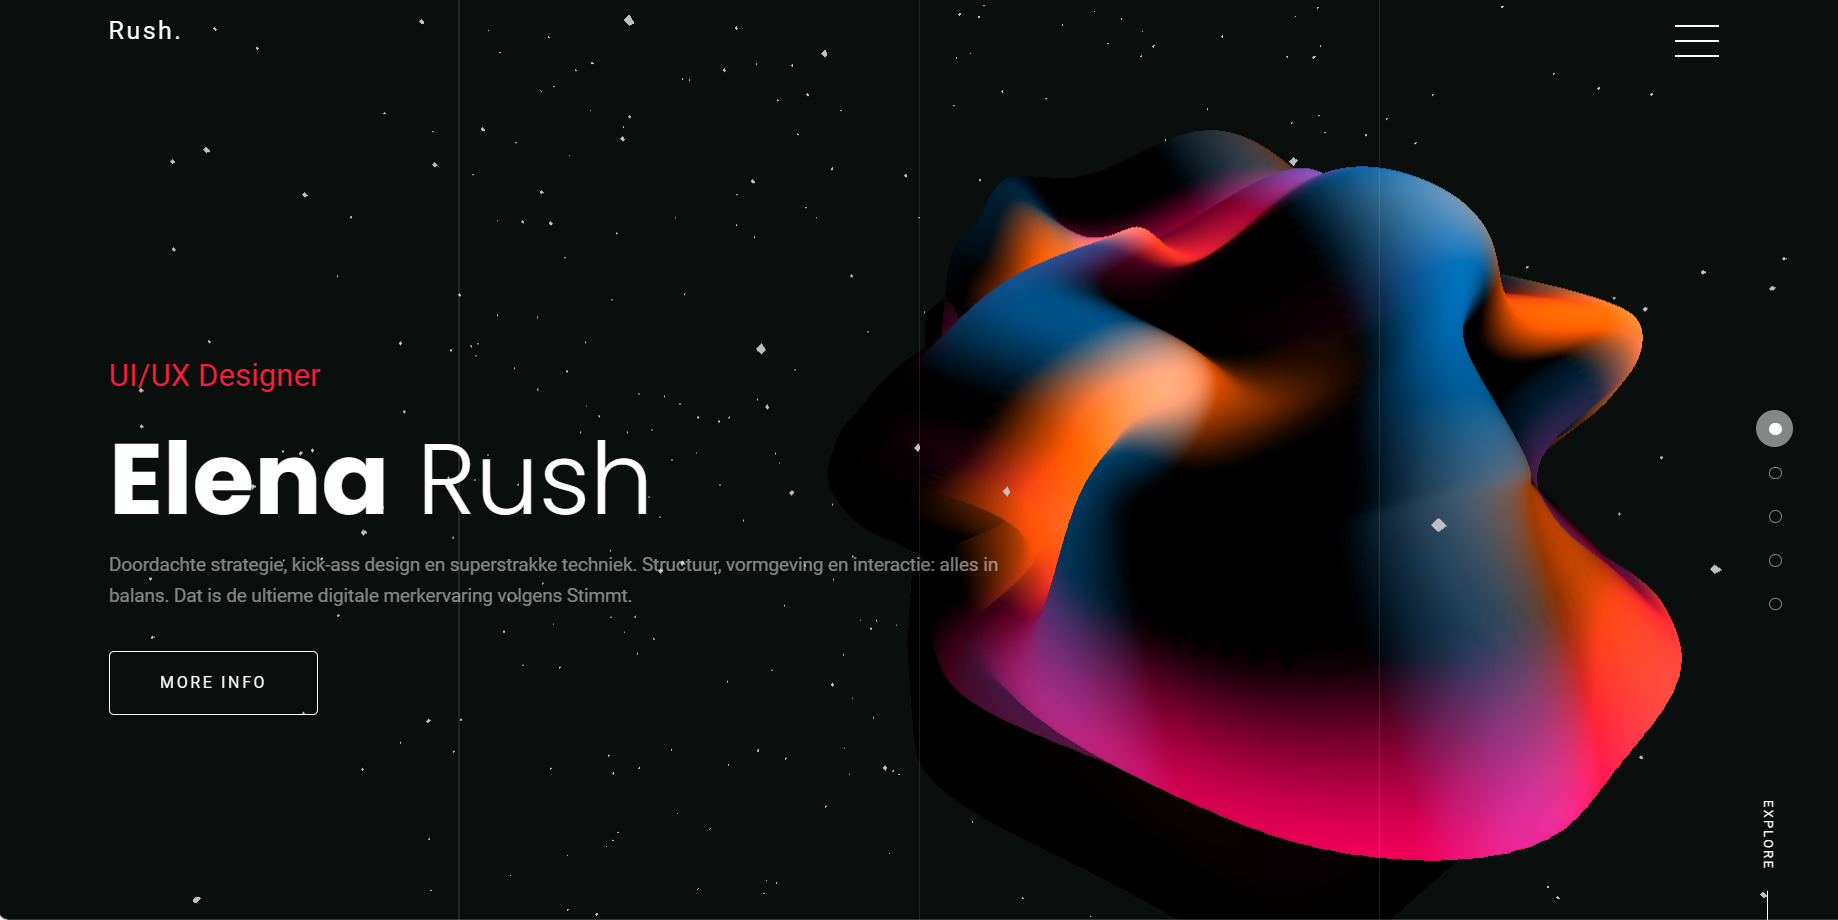 Rush.
UI/UX Designer
Elena Rush
Doordachte strategie, kick-ass design en superstrakke techniek. Structuur, vormgeving en interactie: alles in
balans. Dat is de ultieme digitale merkervaring volgens Stimmt.
MORE INFO
EXPLORE